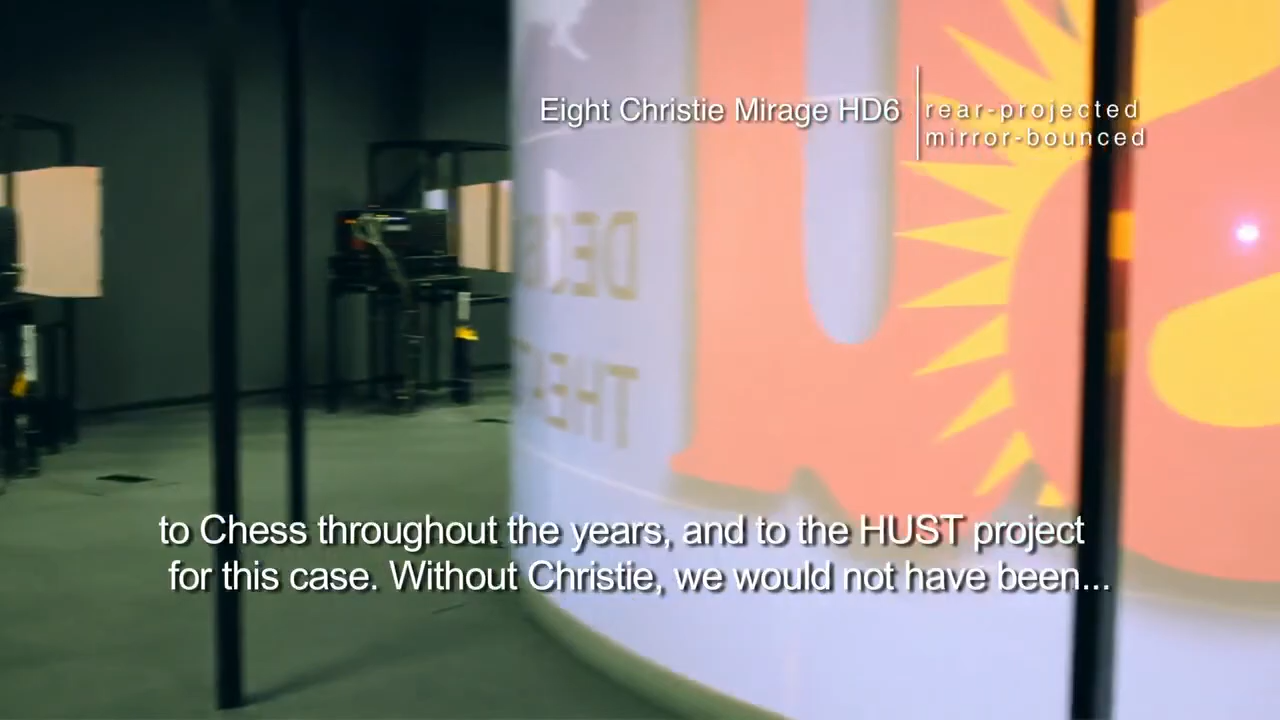 Eight Christie Mirage HD6
rear-projected
mirror-bounced
to Chess throughout the years, and to the HUST project
for this case. Without Christie, we would not have been...